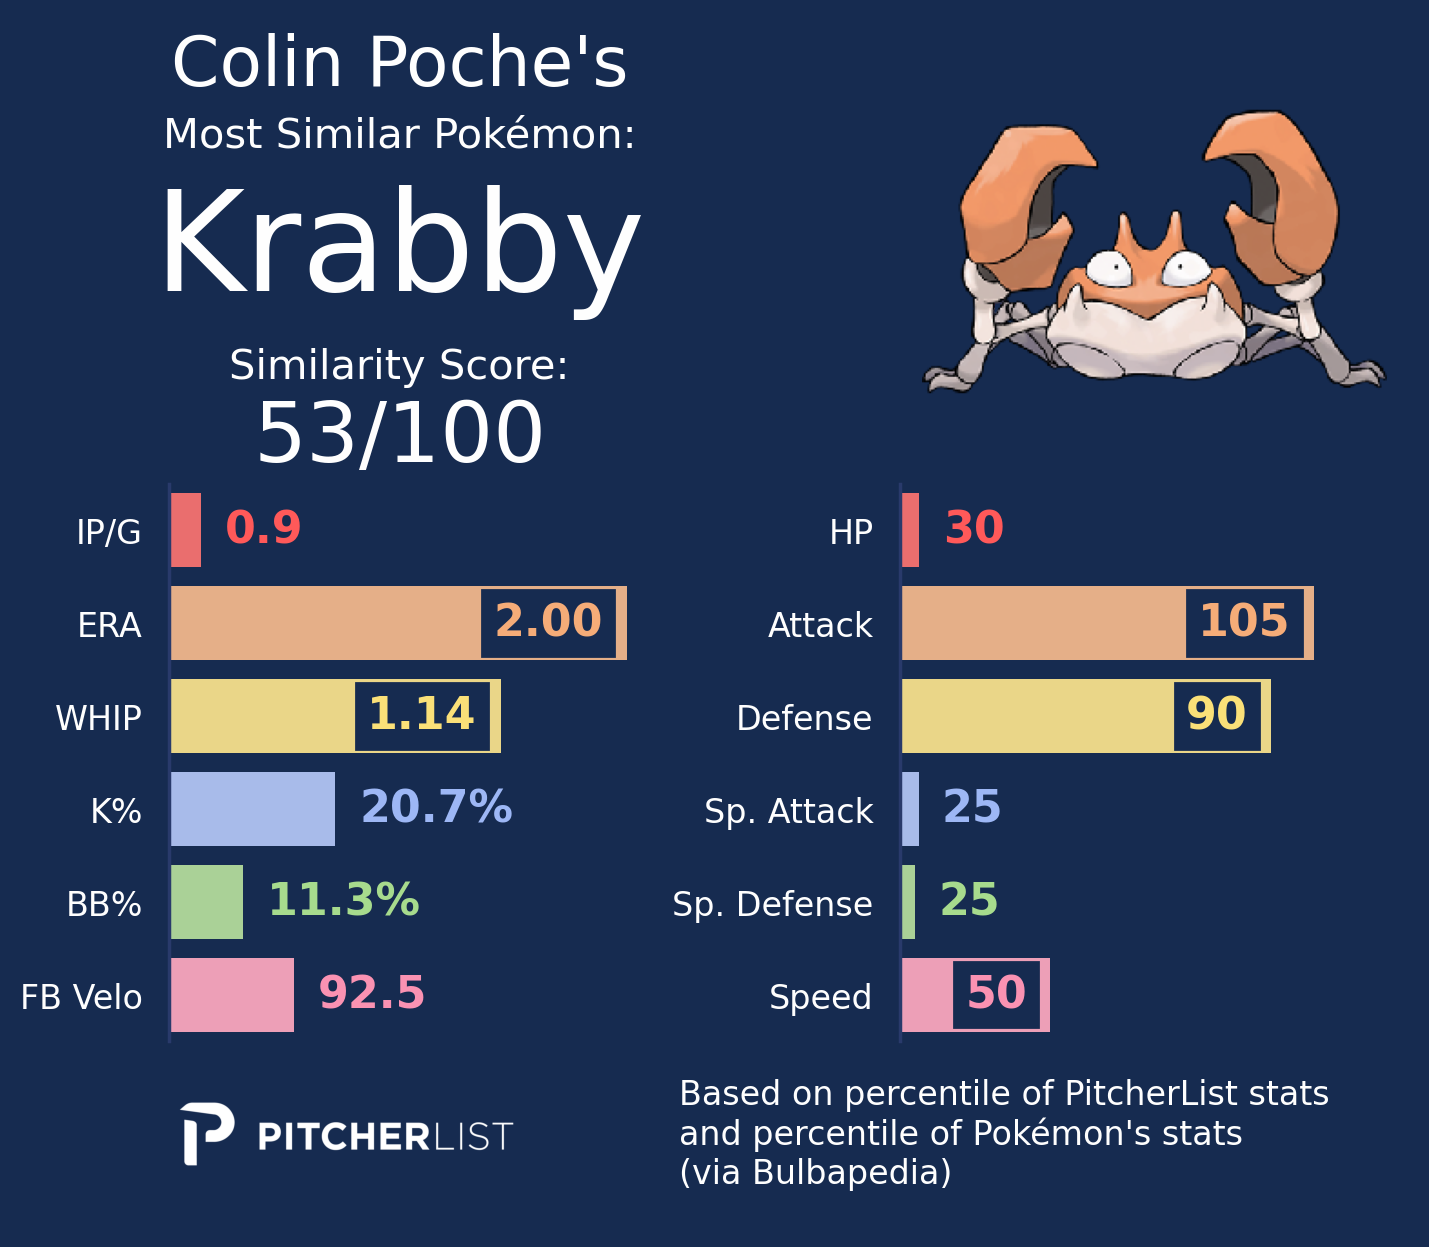 Colin Poche's
Most Similar Pokémon:
Krabby
Similarity Score:
53/100
IP/G 0.9
ERA 2.00
WHIP 1.14
K% 20.7%
BB% 11.3%
FB Velo 92.5
HP 30
Attack 105
Defense 90
Sp. Attack 25
Sp. Defense 25
Speed 50
PITCHERLIST
Based on percentile of PitcherList stats
and percentile of Pokémon's stats
(via Bulbapedia)